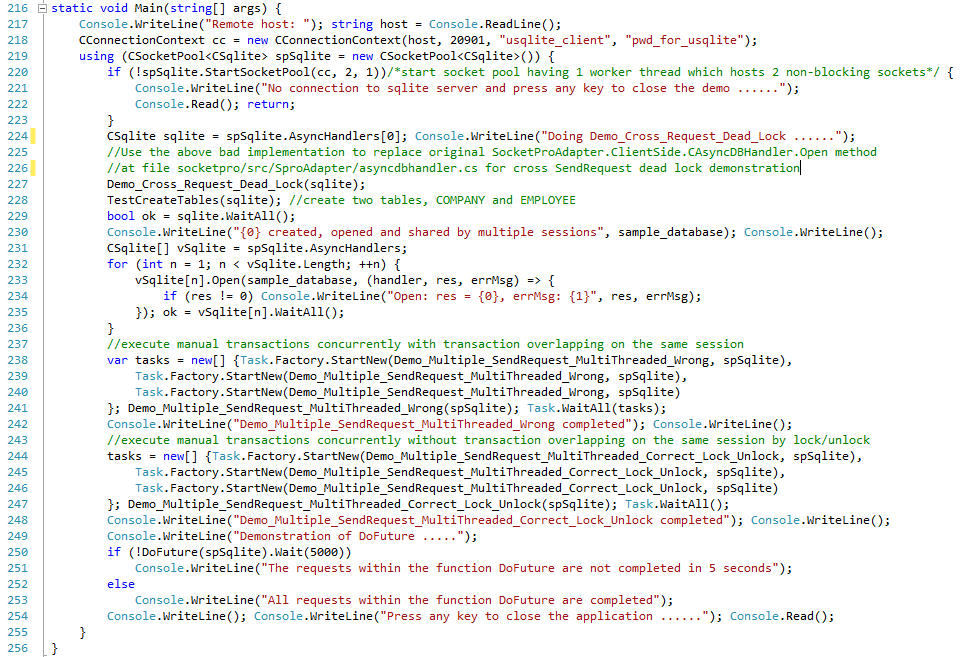 216 static void Main(string[] args) {
217 Console.WriteLine("Remote host: "); string host = Console.ReadLine();
218 CConnectionContext cc = new CConnectionContext(host, 20901, "usqlite_client", "pwd_for_usqlite");
219 using (CSocketPool<CSqlite> spSqlite = new CSocketPool<CSqlite>()) {
220 if (!spSqlite.StartSocketPool(cc, 2, 1))/*start socket pool having 1 worker thread which hosts 2 non-blocking sockets*/ {
221 Console.WriteLine("No connection to sqlite server and press any key to close the demo ......");
222 Console.Read(); return;
223 }
224 CSqlite sqlite = spSqlite.AsyncHandlers[0]; Console.WriteLine("Doing Demo_Cross_Request_Dead_Lock ......");
225 //Use the above bad implementation to replace original SocketProAdapter.ClientSide.CAsyncDBHandler.Open method
226 //at file socketpro/src/SproAdapter/asyncdbhandler.cs for cross SendRequest dead lock demonstration
227 Demo_Cross_Request_Dead_Lock(sqlite);
228 TestCreateTables(sqlite); //create two tables, COMPANY and EMPLOYEE
229 bool ok = sqlite.WaitAll();
230 Console.WriteLine("{0} created, opened and shared by multiple sessions", sample_database); Console.WriteLine();
231 CSqlite[] vSqlite = spSqlite.AsyncHandlers;
232 for (int n = 1; n < vSqlite.Length; ++n) {
233 vSqlite[n].Open(sample_database, (handler, res, errMsg) => {
234 if (res != 0) Console.WriteLine("Open: res = {0}, errMsg: {1}", res, errMsg);
235 }); ok = vSqlite[n].WaitAll();
236 }
237 //execute manual transactions concurrently with transaction overlapping on the same session
238 var tasks = new[] {Task.Factory.StartNew(Demo_Multiple_SendRequest_MultiThreaded_Wrong, spSqlite),
239 Task.Factory.StartNew(Demo_Multiple_SendRequest_MultiThreaded_Wrong, spSqlite),
240 Task.Factory.StartNew(Demo_Multiple_SendRequest_MultiThreaded_Wrong, spSqlite)
241 }; Demo_Multiple_SendRequest_MultiThreaded_Wrong(spSqlite); Task.WaitAll(tasks);
242 Console.WriteLine("Demo_Multiple_SendRequest_MultiThreaded_Wrong completed"); Console.WriteLine();
243 //execute manual transactions concurrently without transaction overlapping on the same session by lock/unlock
244 tasks = new[] {Task.Factory.StartNew(Demo_Multiple_SendRequest_MultiThreaded_Correct_Lock_Unlock, spSqlite),
245 Task.Factory.StartNew(Demo_Multiple_SendRequest_MultiThreaded_Correct_Lock_Unlock, spSqlite),
246 Task.Factory.StartNew(Demo_Multiple_SendRequest_MultiThreaded_Correct_Lock_Unlock, spSqlite)
247 }; Demo_Multiple_SendRequest_MultiThreaded_Correct_Lock_Unlock(spSqlite); Task.WaitAll();
248 Console.WriteLine("Demo_Multiple_SendRequest_MultiThreaded_Correct_Lock_Unlock completed"); Console.WriteLine();
249 Console.WriteLine("Demonstration of DoFuture .....");
250 if (!DoFuture(spSqlite).Wait(5000))
251 Console.WriteLine("The requests within the function DoFuture are not completed in 5 seconds");
252 else
253 Console.WriteLine("All requests within the function DoFuture are completed");
254 Console.WriteLine(); Console.WriteLine("Press any key to close the application ......"); Console.Read();
255 }
256 }